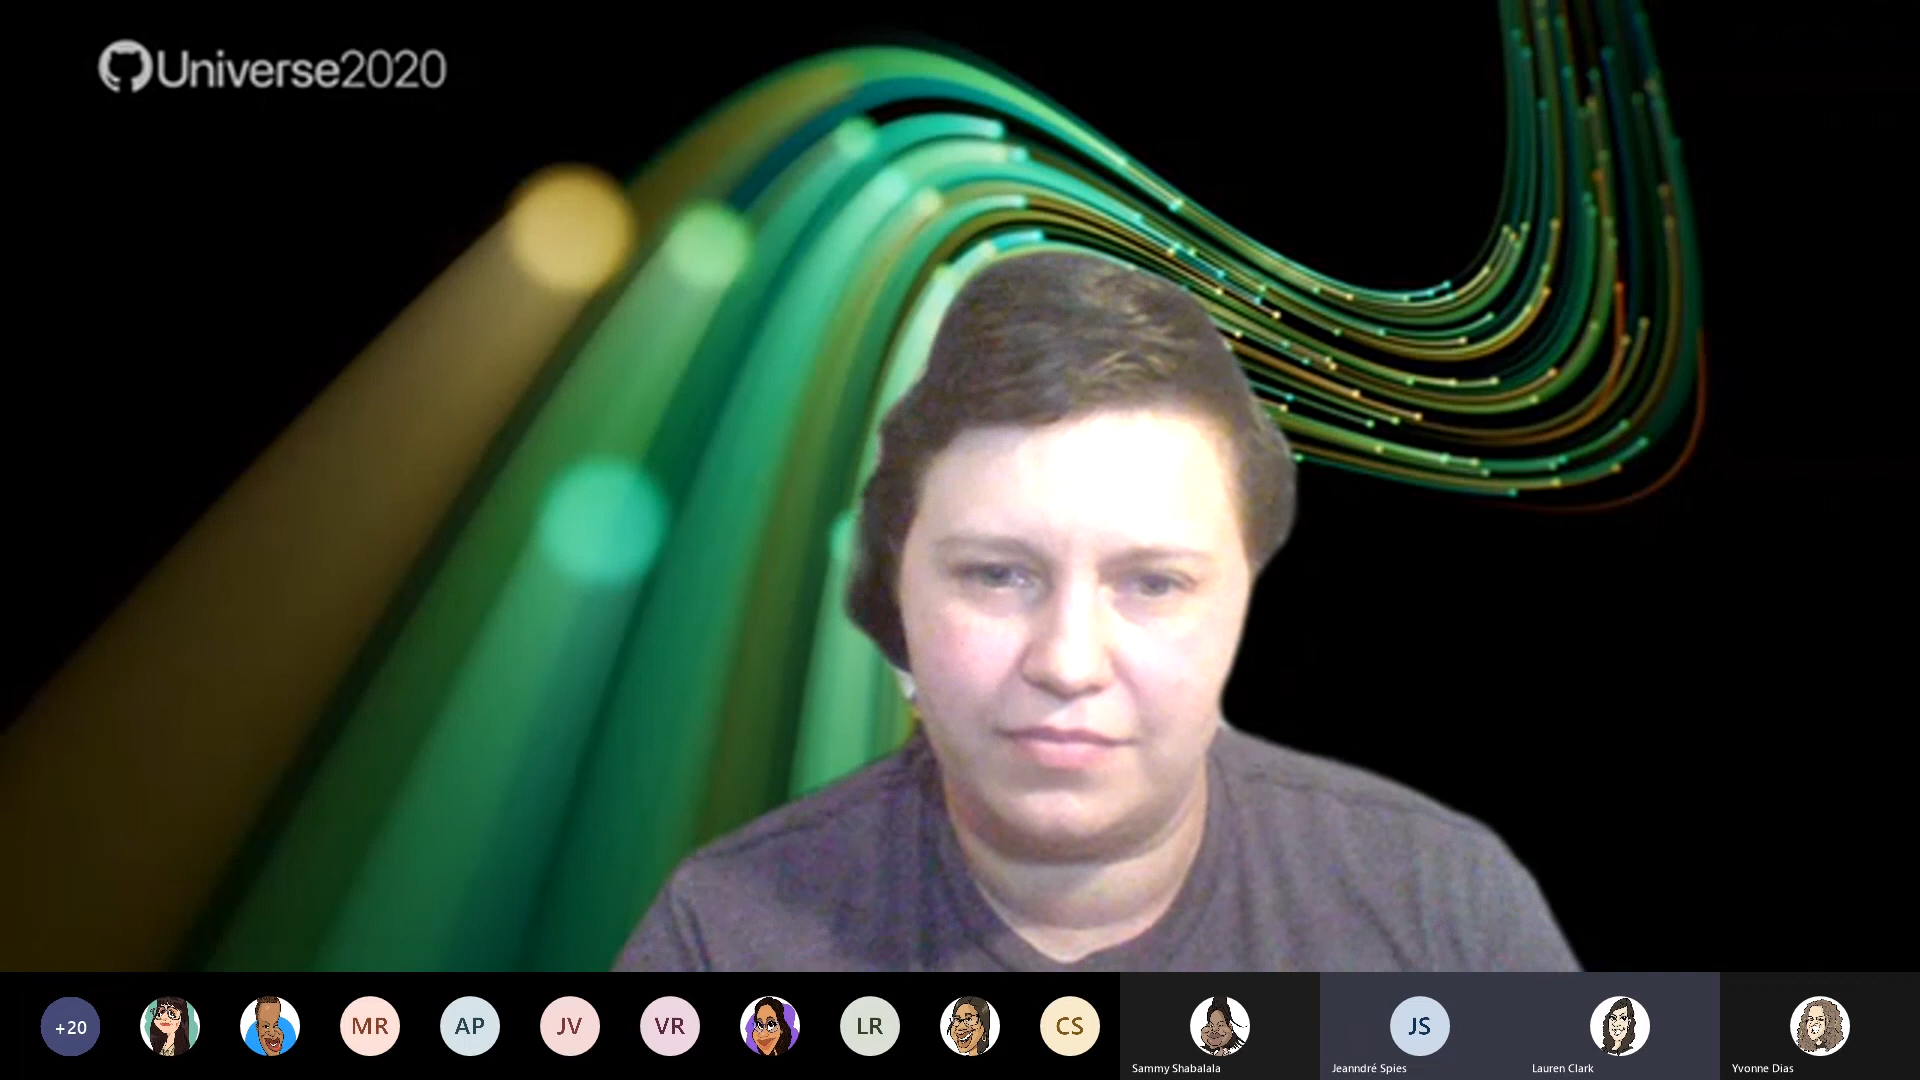 Universe2020
+20
MR
AP
JV
VR
LR
CS
JS
Sammy Shabalala
Jeanndré Spies
Lauren Clark
Yvonne Dias